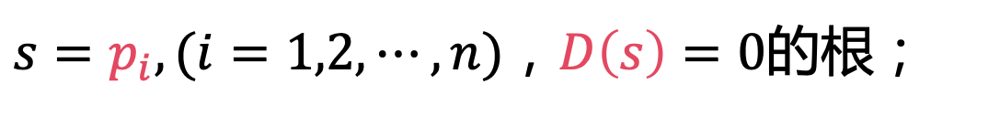 s = pᵢ,(i = 1,2,⋯,n)，D(s) = 0的根；